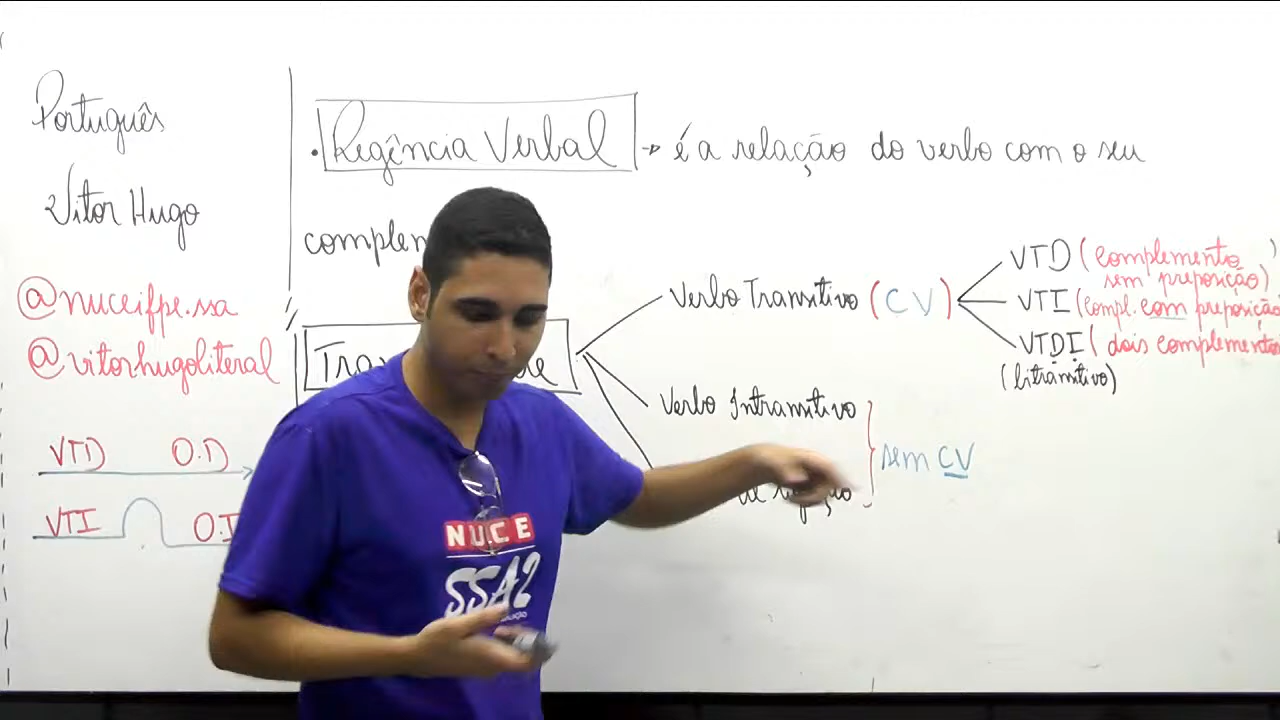 Português
Vitor Hugo
@nuceifpe.ssa
@vitorhugoliteral
VTD O.D
VTI O.I
. Regência Verbal → é a relação do verbo com o seu
Verbo Transitivo (CV)
VTD (complemento sem preposição)
VTI (compl. com preposição
VTDI ( dois complementos
(bitransitivo)
Verbo Intransitivo
sem CV
NUCE
SSA2